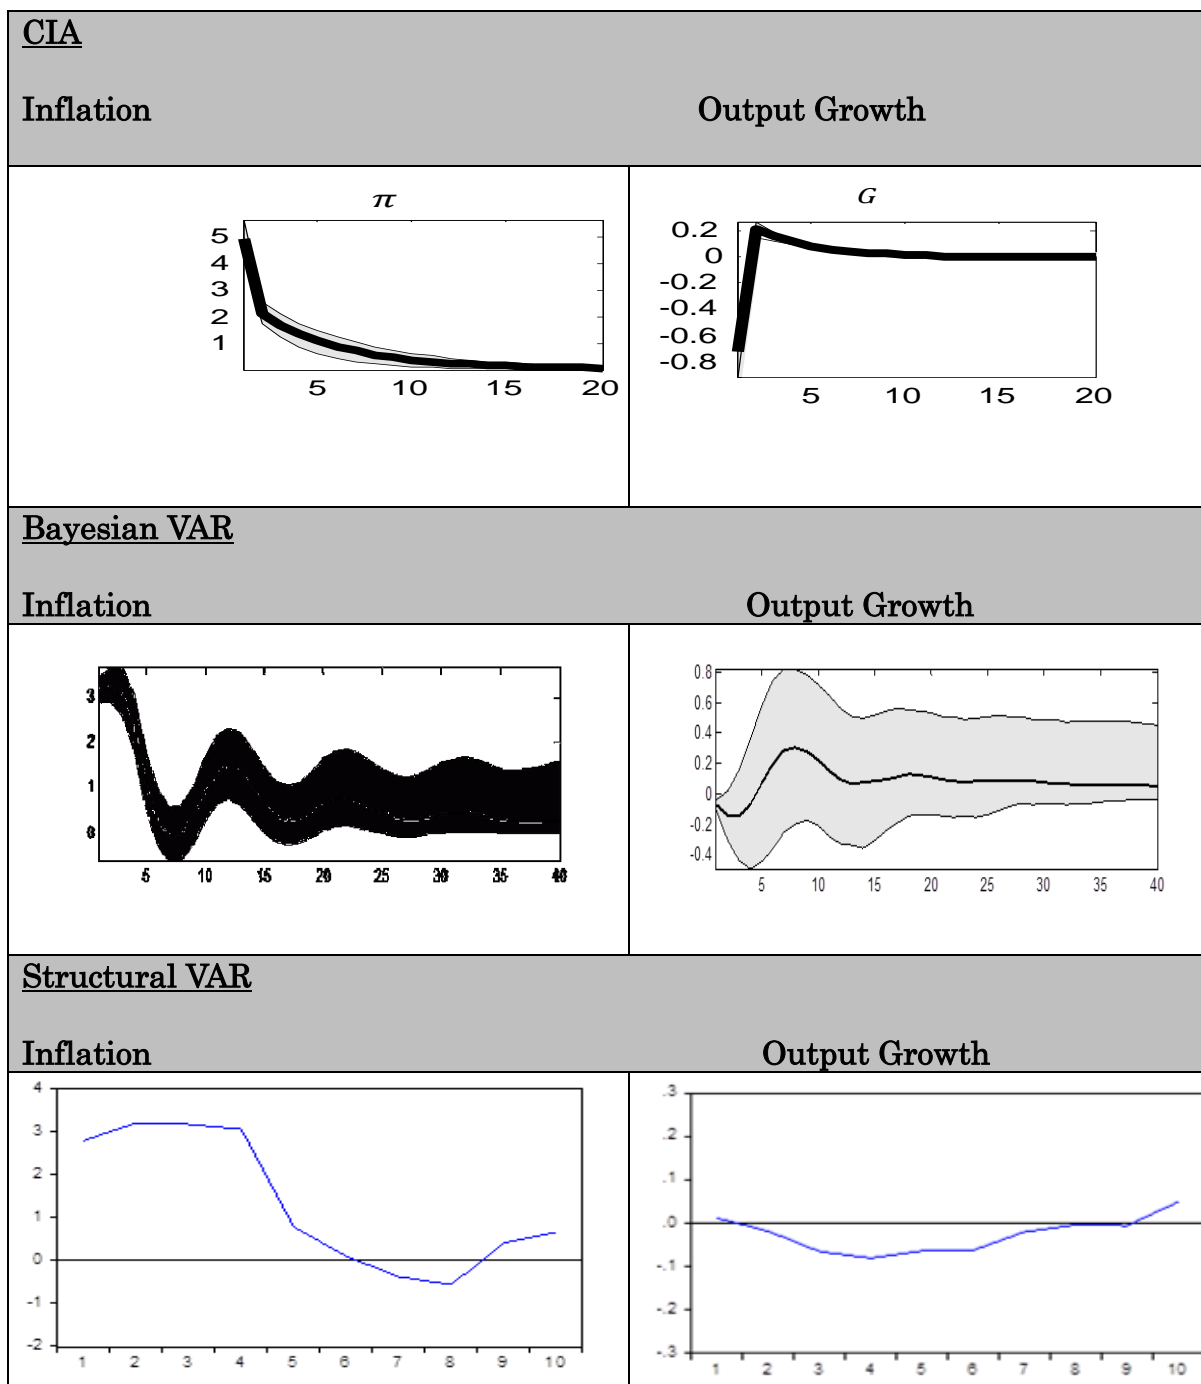 CIA
Inflation Output Growth
π
5
4
3
2
1
5 10 15 20
G
0.2
0
-0.2
-0.4
-0.6
-0.8
5 10 15 20
Bayesian VAR
Inflation Output Growth
3
2
1
0
5 10 15 20 25 30 35 40
0.8
0.6
0.4
0.2
0
-0.2
-0.4
5 10 15 20 25 30 35 40
Structural VAR
Inflation Output Growth
4
3
2
1
0
-1
-2
1 2 3 4 5 6 7 8 9 10
.3
.2
.1
.0
-.1
-.2
-.3
1 2 3 4 5 6 7 8 9 10